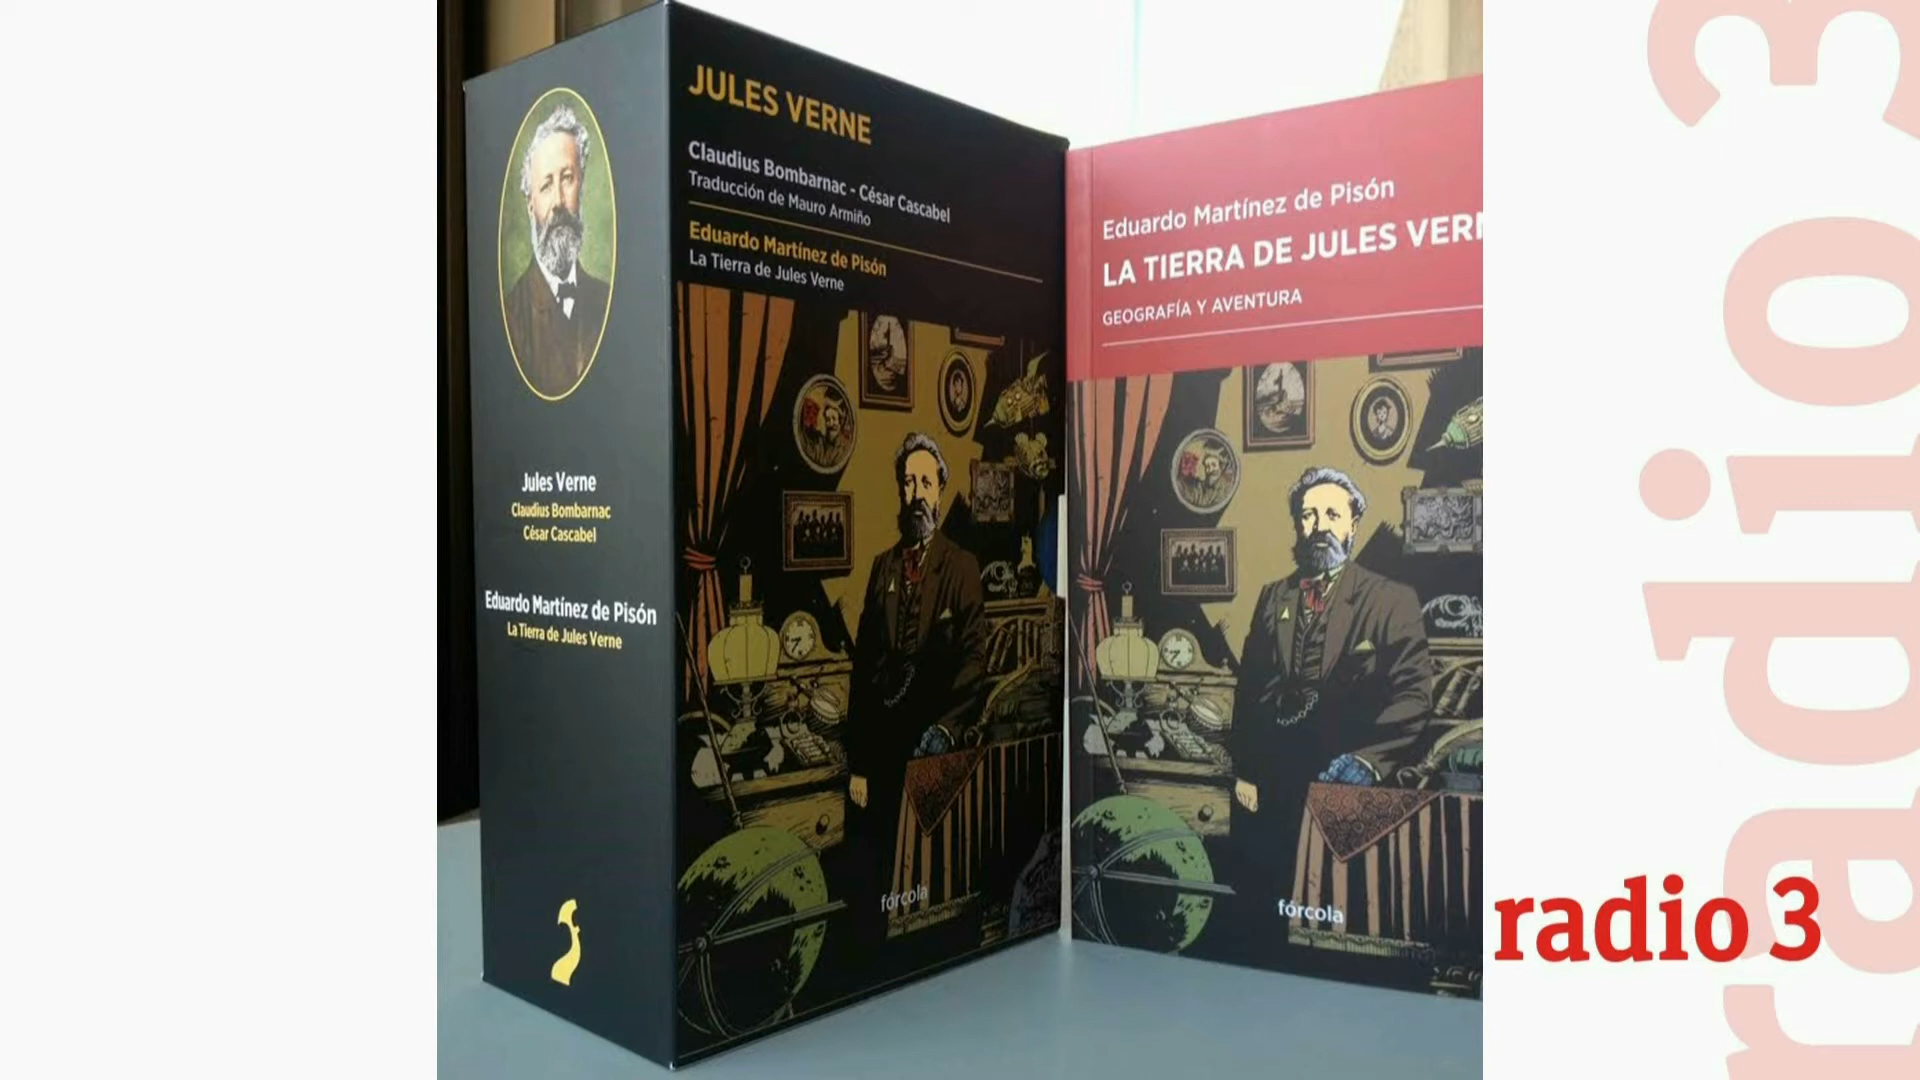 Jules Verne
Claudius Bombarnac
César Cascabel
Eduardo Martínez de Pisón
La Tierra de Jules Verne
JULES VERNE
Claudius Bombarnac - César Cascabel
Traducción de Mauro Armiño
Eduardo Martínez de Pisón
La Tierra de Jules Verne
fórcola
Eduardo Martínez de Pisón
LA TIERRA DE JULES VERN
GEOGRAFÍA Y AVENTURA
fórcola
radio 3
radio 3